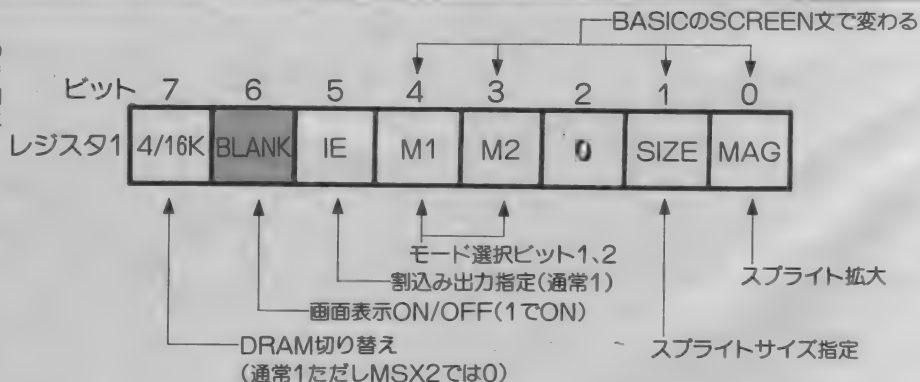 BASICのSCREEN文で変わる
ビット 7 6 5 4 3 2 1 0
レジスタ1 4/16K BLANK IE M1 M2 0 SIZE MAG
モード選択ビット1、2
割込み出力指定(通常1)
スプライト拡大
画面表示ON/OFF(1でON)
DRAM切り替え
(通常1ただしMSX2では0)
スプライトサイズ指定